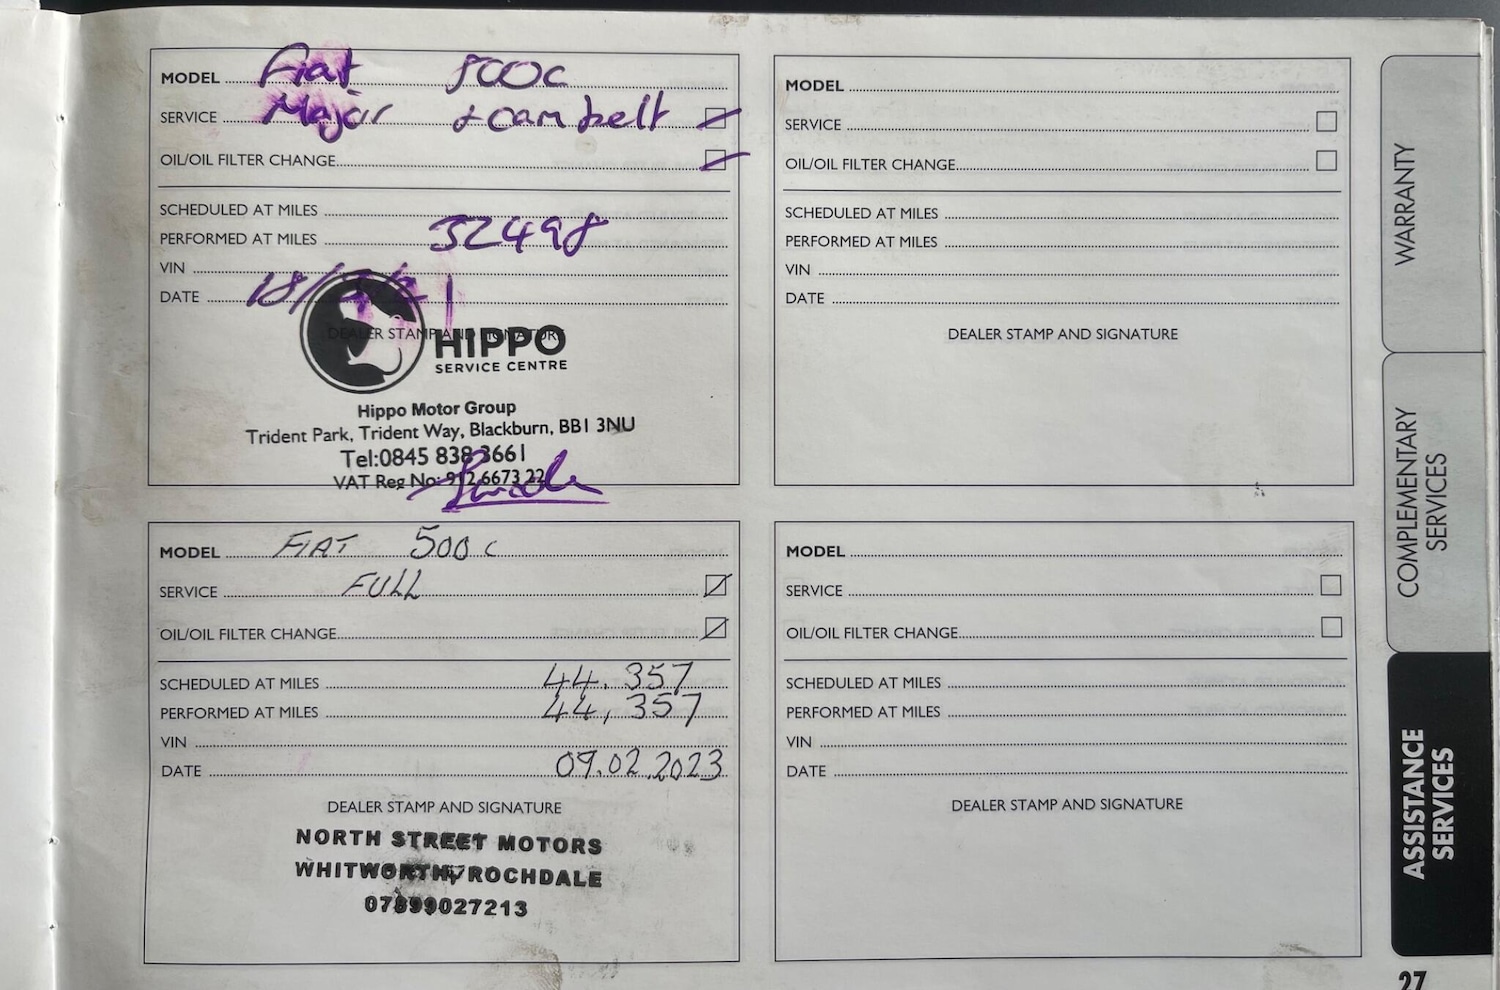 MODEL Fiat 500c
SERVICE Major + cam belt
OIL/OIL FILTER CHANGE
SCHEDULED AT MILES
PERFORMED AT MILES 32498
VIN
DATE 18/
DEALER STAMP AND SIGNATURE
HIPPO
SERVICE CENTRE
Hippo Motor Group
Trident Park, Trident Way, Blackburn, BB1 3NU
Tel:0845 838 3661
VAT Reg No: 912 6673 22
MODEL FIAT 500c
SERVICE FULL
OIL/OIL FILTER CHANGE
SCHEDULED AT MILES 44,357
PERFORMED AT MILES 44,357
VIN
DATE 09.02.2023
DEALER STAMP AND SIGNATURE
NORTH STREET MOTORS
WHITWORTH, ROCHDALE
07899027213
MODEL
SERVICE
OIL/OIL FILTER CHANGE
SCHEDULED AT MILES
PERFORMED AT MILES
VIN
DATE
DEALER STAMP AND SIGNATURE
MODEL
SERVICE
OIL/OIL FILTER CHANGE
SCHEDULED AT MILES
PERFORMED AT MILES
VIN
DATE
DEALER STAMP AND SIGNATURE
WARRANTY
COMPLEMENTARY
SERVICES
ASSISTANCE
SERVICES
27